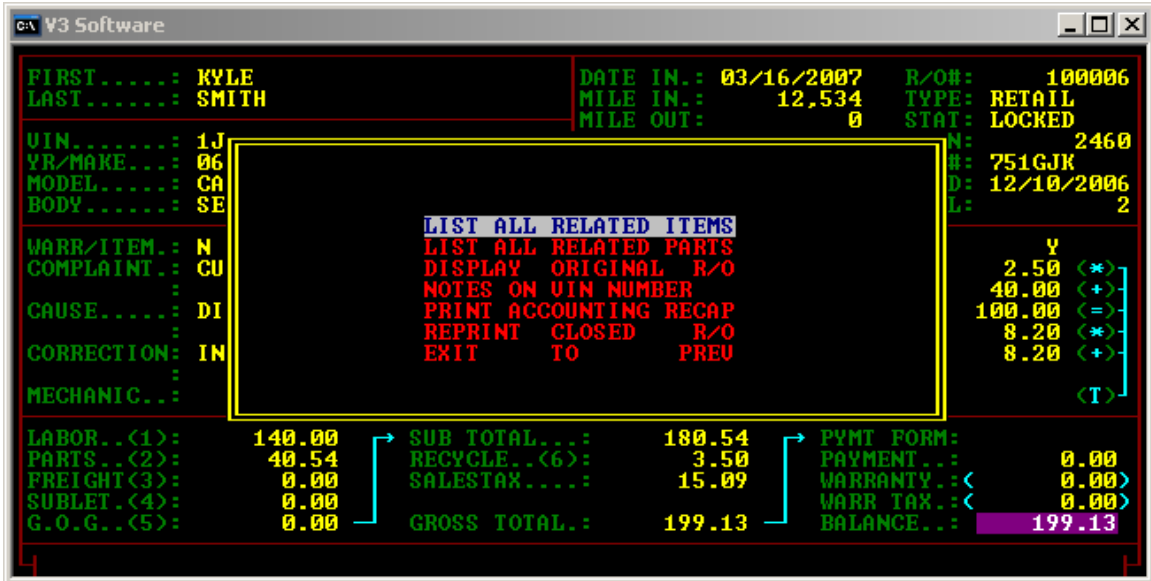 V3 Software
FIRST.....: KYLE DATE IN.: 03/16/2007 R/O#: 100006
LAST......: SMITH MILE IN.: 12,534 TYPE: RETAIL
MILE OUT: 0 STAT: LOCKED
VIN.......: 1J N: 2460
YR/MAKE...: 06 #: 751GJK
MODEL.....: CA D: 12/10/2006
BODY......: SE L: 2
LIST ALL RELATED ITEMS
WARR/ITEM.: N LIST ALL RELATED PARTS Y
COMPLAINT.: CU DISPLAY ORIGINAL R/O 2.50 (*)
: NOTES ON VIN NUMBER 40.00 (+)
CAUSE.....: DI PRINT ACCOUNTING RECAP 100.00 (=)
: REPRINT CLOSED R/O 8.20 (*)
CORRECTION: IN EXIT TO PREV 8.20 (+)
:
MECHANIC..: (T)
LABOR..(1): 140.00 SUB TOTAL...: 180.54 PYMT FORM:
PARTS..(2): 40.54 RECYCLE..(6): 3.50 PAYMENT..: 0.00
FREIGHT(3): 0.00 SALESTAX....: 15.09 WARRANTY.:( 0.00)
SUBLET.(4): 0.00 WARR TAX.:( 0.00)
G.O.G..(5): 0.00 GROSS TOTAL.: 199.13 BALANCE..: 199.13